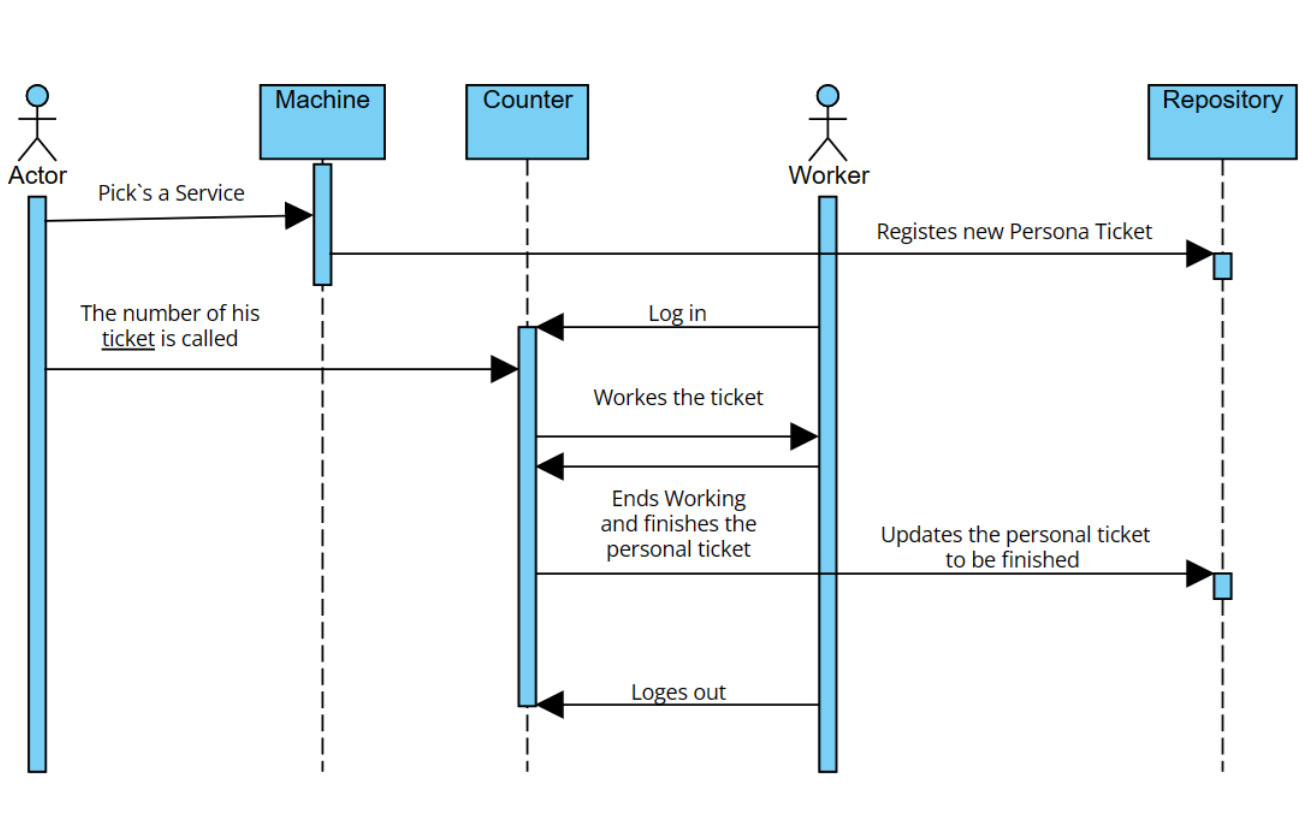 Machine
Counter
Repository
Actor
Worker
Pick`s a Service
Registes new Persona Ticket
The number of his
ticket is called
Log in
Workes the ticket
Ends Working
and finishes the
personal ticket
Updates the personal ticket
to be finished
Loges out